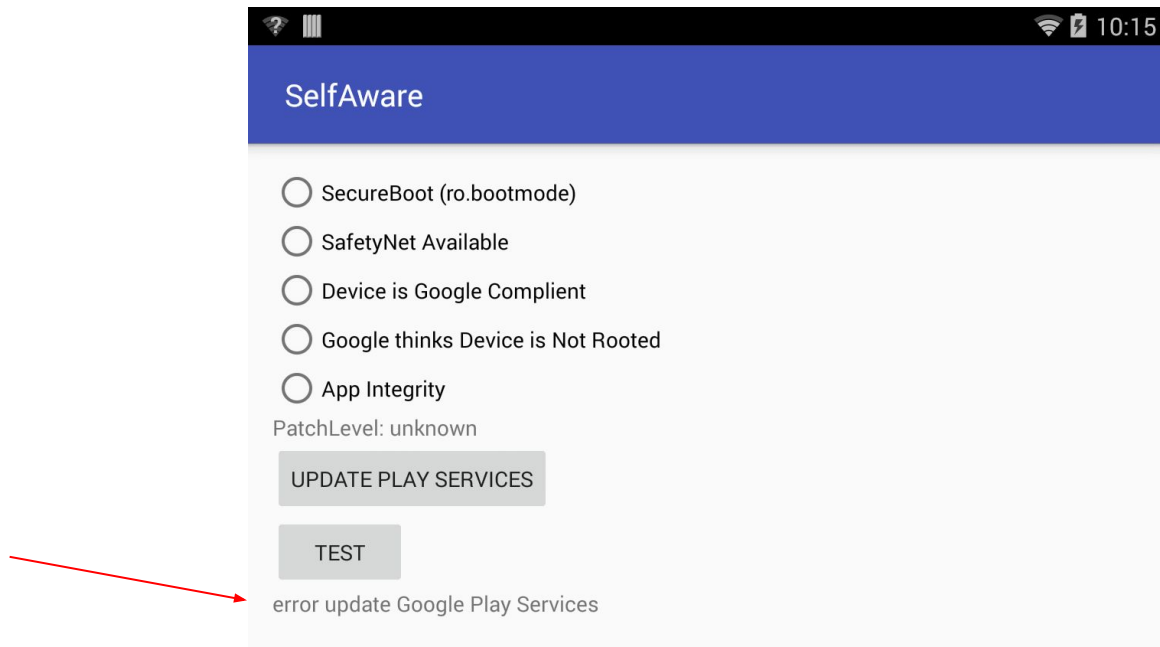 10:15
SelfAware
SecureBoot (ro.bootmode)
SafetyNet Available
Device is Google Complient
Google thinks Device is Not Rooted
App Integrity
PatchLevel: unknown
UPDATE PLAY SERVICES
TEST
error update Google Play Services